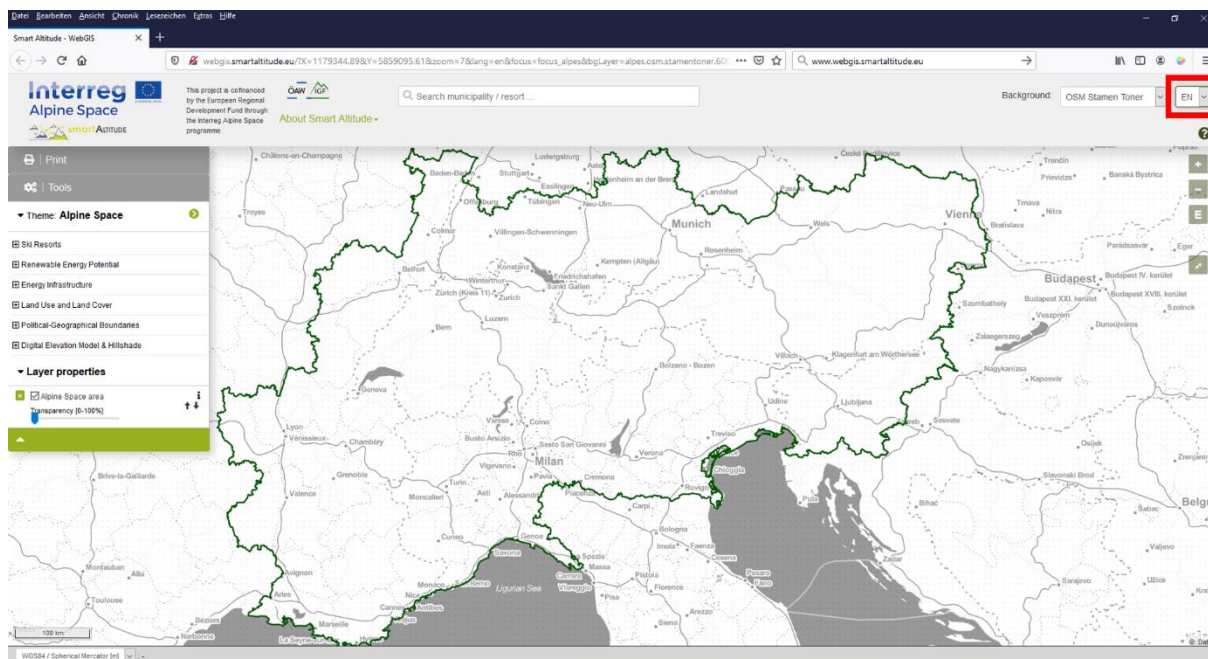 Datei Bearbeiten Ansicht Chronik Lesezeichen Extras Hilfe
Smart Altitude - WebGIS
webgis.smartaltitude.eu/?X=1179344.89&Y=5859095.61&zoom=7&lang=en&focus=focus_alpes&bgLayer=alpes.osm.stamentoner.60
www.webgis.smartaltitude.eu
Interreg
Alpine Space
smartAltitude
This project is cofinanced
by the European Regional
Development Fund through
the Interreg Alpine Space
programme
ÖAW IGF
About Smart Altitude
Search municipality / resort ...
Background: OSM Stamen Toner EN
Print
Tools
Theme: Alpine Space
Ski Resorts
Renewable Energy Potential
Energy Infrastructure
Land Use and Land Cover
Political-Geographical Boundaries
Digital Elevation Model & Hillshade
Layer properties
Alpine Space area
Transparency [0-100%]
Châlons-en-Champagne
Ludwigsburg
Trenčín
Baden-Baden
Stuttgart
Prievidza
Banská Bystrica
Esslingen
Landshut
Passau
Offenburg
Tübingen
Neu-Ulm
Trnava
Nitra
Troyes
Munich
Wels
Vienna
Bratislava
Colmar
Villingen-Schwenningen
Rosenheim
Parádsasvár
Eger
Kempten (Allgäu)
Belfort
Konstanz
Friedrichshafen
Winterthur
Sankt Gallen
Budapest
Budapest IV. kerület
Zürich (Kreis 11)
Zurich
Szombathely
Budapest XXI. kerület
Budapest XVIII. kerület
Veszprém
Szolnok
Luzern
Bern
Dunaújváros
Zalaegerszeg
Villach
Klagenfurt am Wörthersee
Bolzano - Bozen
Nagykanizsa
Kaposvár
Geneva
Udine
Ljubljana
Lyon
Varese
Como
Sesvete
Vénissieux
Chambéry
Busto Arsizio
Sesto San Giovanni
Treviso
Osijek
Rho
Verona
Milan
Zrenjanin
Brive-la-Gaillarde
Grenoble
Vigevano
Pavia
Cremona
Chioggia
Slavonski Brod
Turin
Rovigo
Valence
Moncalieri
Asti
Alessandria
Piacenza
Pula
Bihac
Sabac
Carpi
Bologna
Cuneo
Genoa
Imola
Faenza
Savona
La Spezia
Cesena
Zadar
Valjevo
Montauban
Albi
Avignon
Carrara
Massa
Pesaro
Fano
Monaco
Sanremo
Ligurian Sea
Viareggio
Pistoia
Florence
Sarajevo
Užice
Toulouse
Arles
Nice
Pisa
Cannes
Antibes
Arezzo
Béziers
Marseille
Siena
100 km
Narbonne
WGS84 / Spherical Mercator [m]